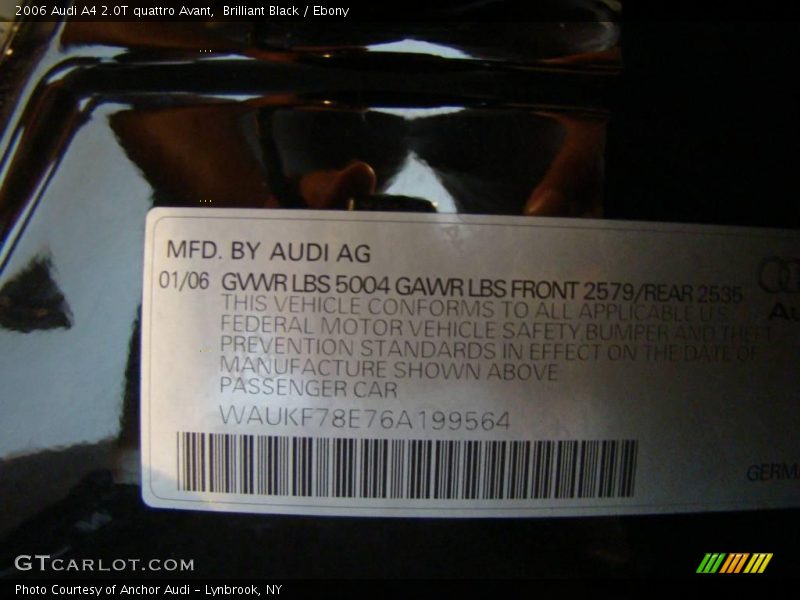 2006 Audi A4 2.0T quattro Avant, Brilliant Black / Ebony
MFD. BY AUDI AG
01/06 GVWR LBS 5004 GAWR LBS FRONT 2579/REAR 2535
THIS VEHICLE CONFORMS TO ALL APPLICABLE U.S.
FEDERAL MOTOR VEHICLE SAFETY, BUMPER AND THEFT
PREVENTION STANDARDS IN EFFECT ON THE DATE OF
MANUFACTURE SHOWN ABOVE
PASSENGER CAR
WAUKF78E76A199564
Au
GERM
GTCARLOT.COM
Photo Courtesy of Anchor Audi - Lynbrook, NY